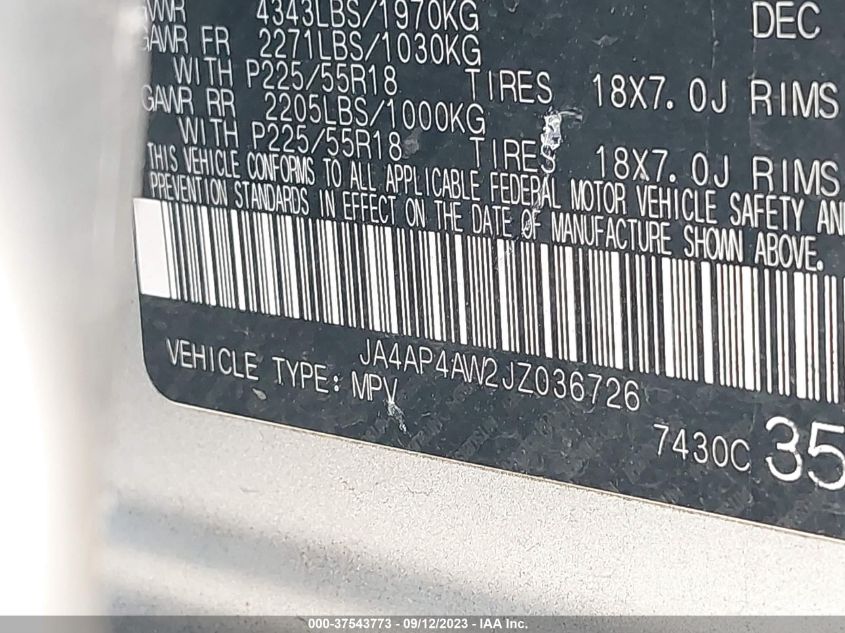 GVWR 4343LBS/1970KG DEC
GAWR FR 2271LBS/1030KG
WITH P225/55R18 TIRES 18X7.0J RIMS
GAWR RR 2205LBS/1000KG
WITH P225/55R18 TIRES 18X7.0J RIMS
THIS VEHICLE CONFORMS TO ALL APPLICABLE FEDERAL MOTOR VEHICLE SAFETY AN
PREVENTION STANDARDS IN EFFECT ON THE DATE OF MANUFACTURE SHOWN ABOVE.
JA4AP4AW2JZ036726
VEHICLE TYPE: MPV
7430C 35
000-37543773 - 09/12/2023 - IAA Inc.